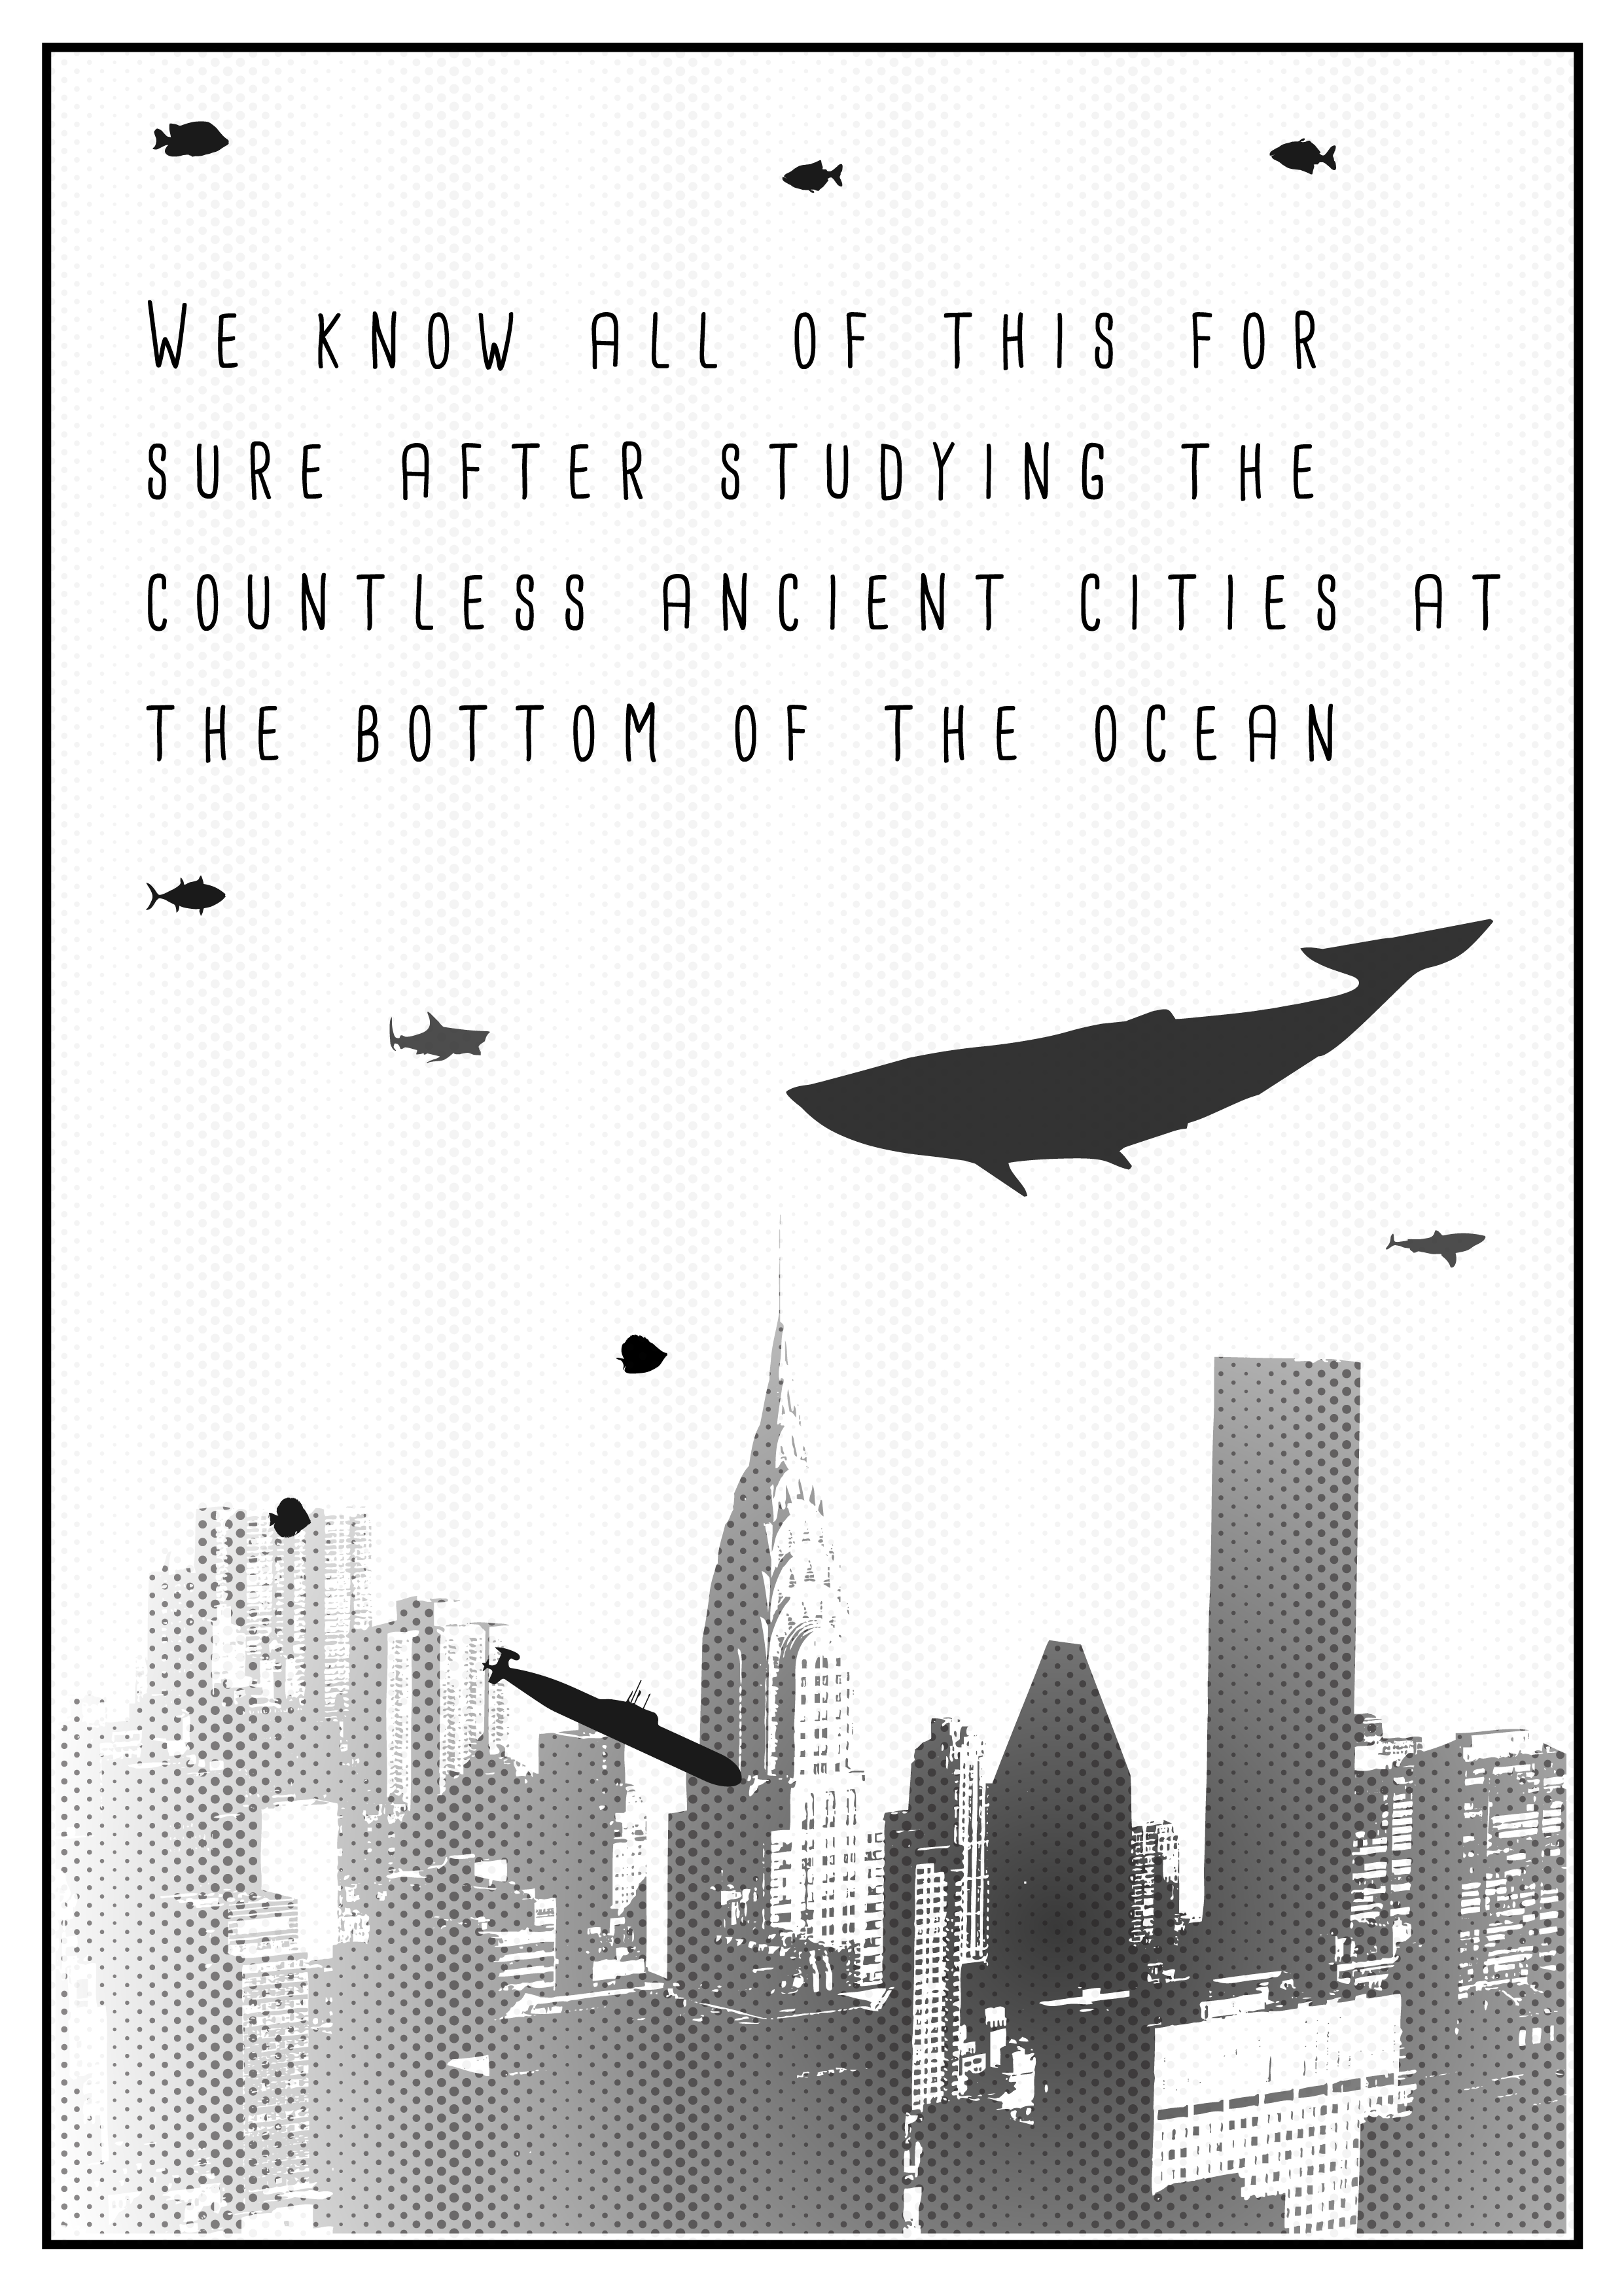 We know all of this for
sure after studying the
countless ancient cities at
the bottom of the ocean